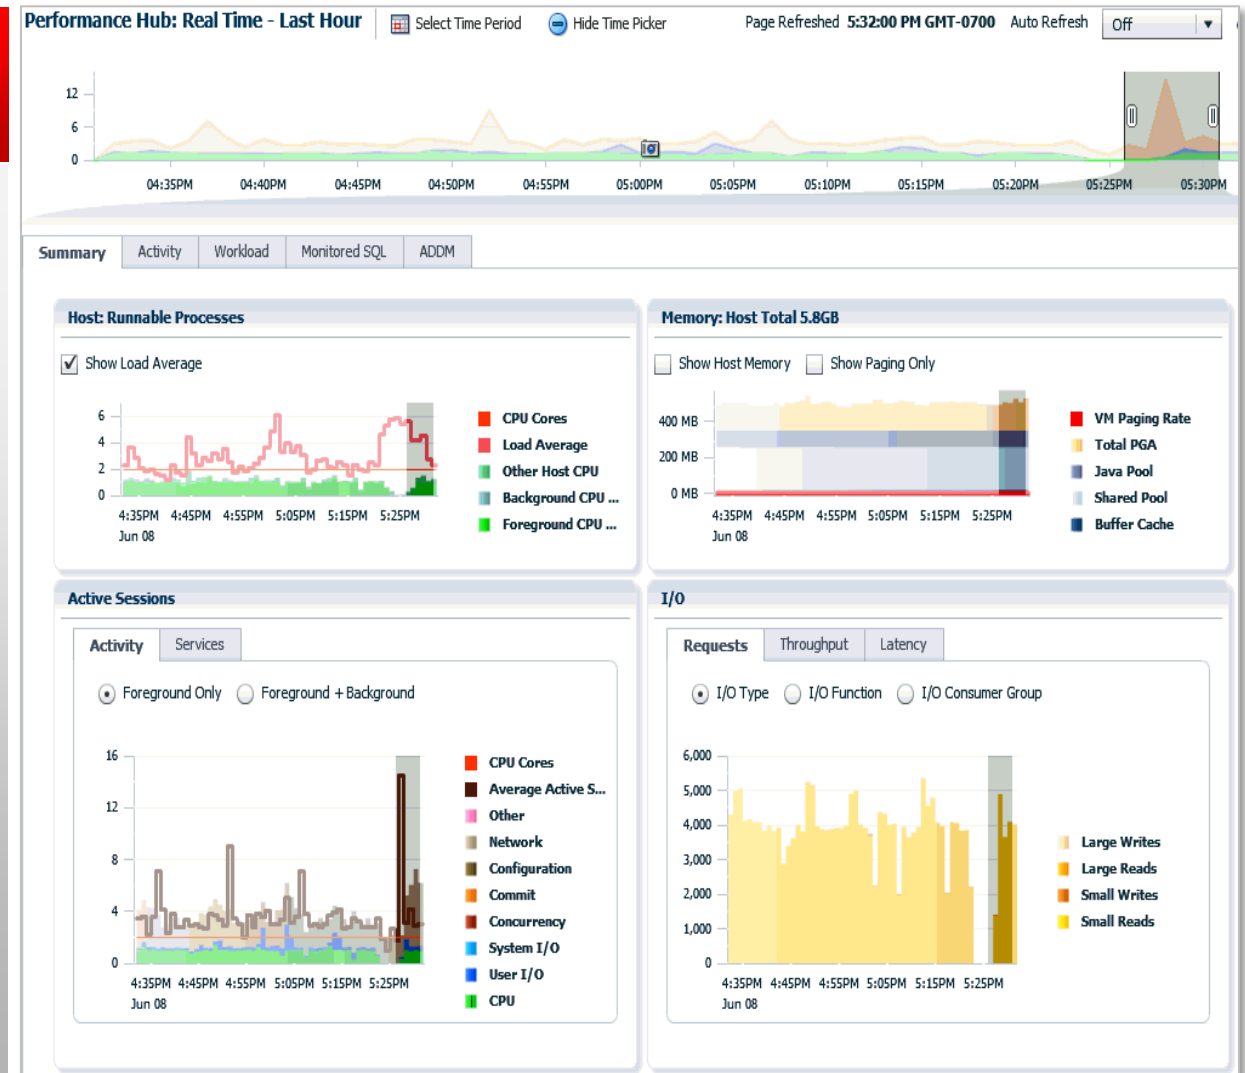 Performance Hub: Real Time - Last Hour Select Time Period Hide Time Picker Page Refreshed 5:32:00 PM GMT-0700 Auto Refresh Off
12
6
0
04:35PM 04:40PM 04:45PM 04:50PM 04:55PM 05:00PM 05:05PM 05:10PM 05:15PM 05:20PM 05:25PM 05:30PM
Summary Activity Workload Monitored SQL ADDM
Host: Runnable Processes
Show Load Average
6
4
2
0
4:35PM 4:45PM 4:55PM 5:05PM 5:15PM 5:25PM
Jun 08
CPU Cores
Load Average
Other Host CPU
Background CPU ...
Foreground CPU ...
Memory: Host Total 5.8GB
Show Host Memory Show Paging Only
400 MB
200 MB
0 MB
4:35PM 4:45PM 4:55PM 5:05PM 5:15PM 5:25PM
Jun 08
VM Paging Rate
Total PGA
Java Pool
Shared Pool
Buffer Cache
Active Sessions
Activity Services
Foreground Only Foreground + Background
16
12
8
4
0
4:35PM 4:45PM 4:55PM 5:05PM 5:15PM 5:25PM
Jun 08
CPU Cores
Average Active S...
Other
Network
Configuration
Commit
Concurrency
System I/O
User I/O
CPU
I/O
Requests Throughput Latency
I/O Type I/O Function I/O Consumer Group
6,000
5,000
4,000
3,000
2,000
1,000
0
4:35PM 4:45PM 4:55PM 5:05PM 5:15PM 5:25PM
Jun 08
Large Writes
Large Reads
Small Writes
Small Reads